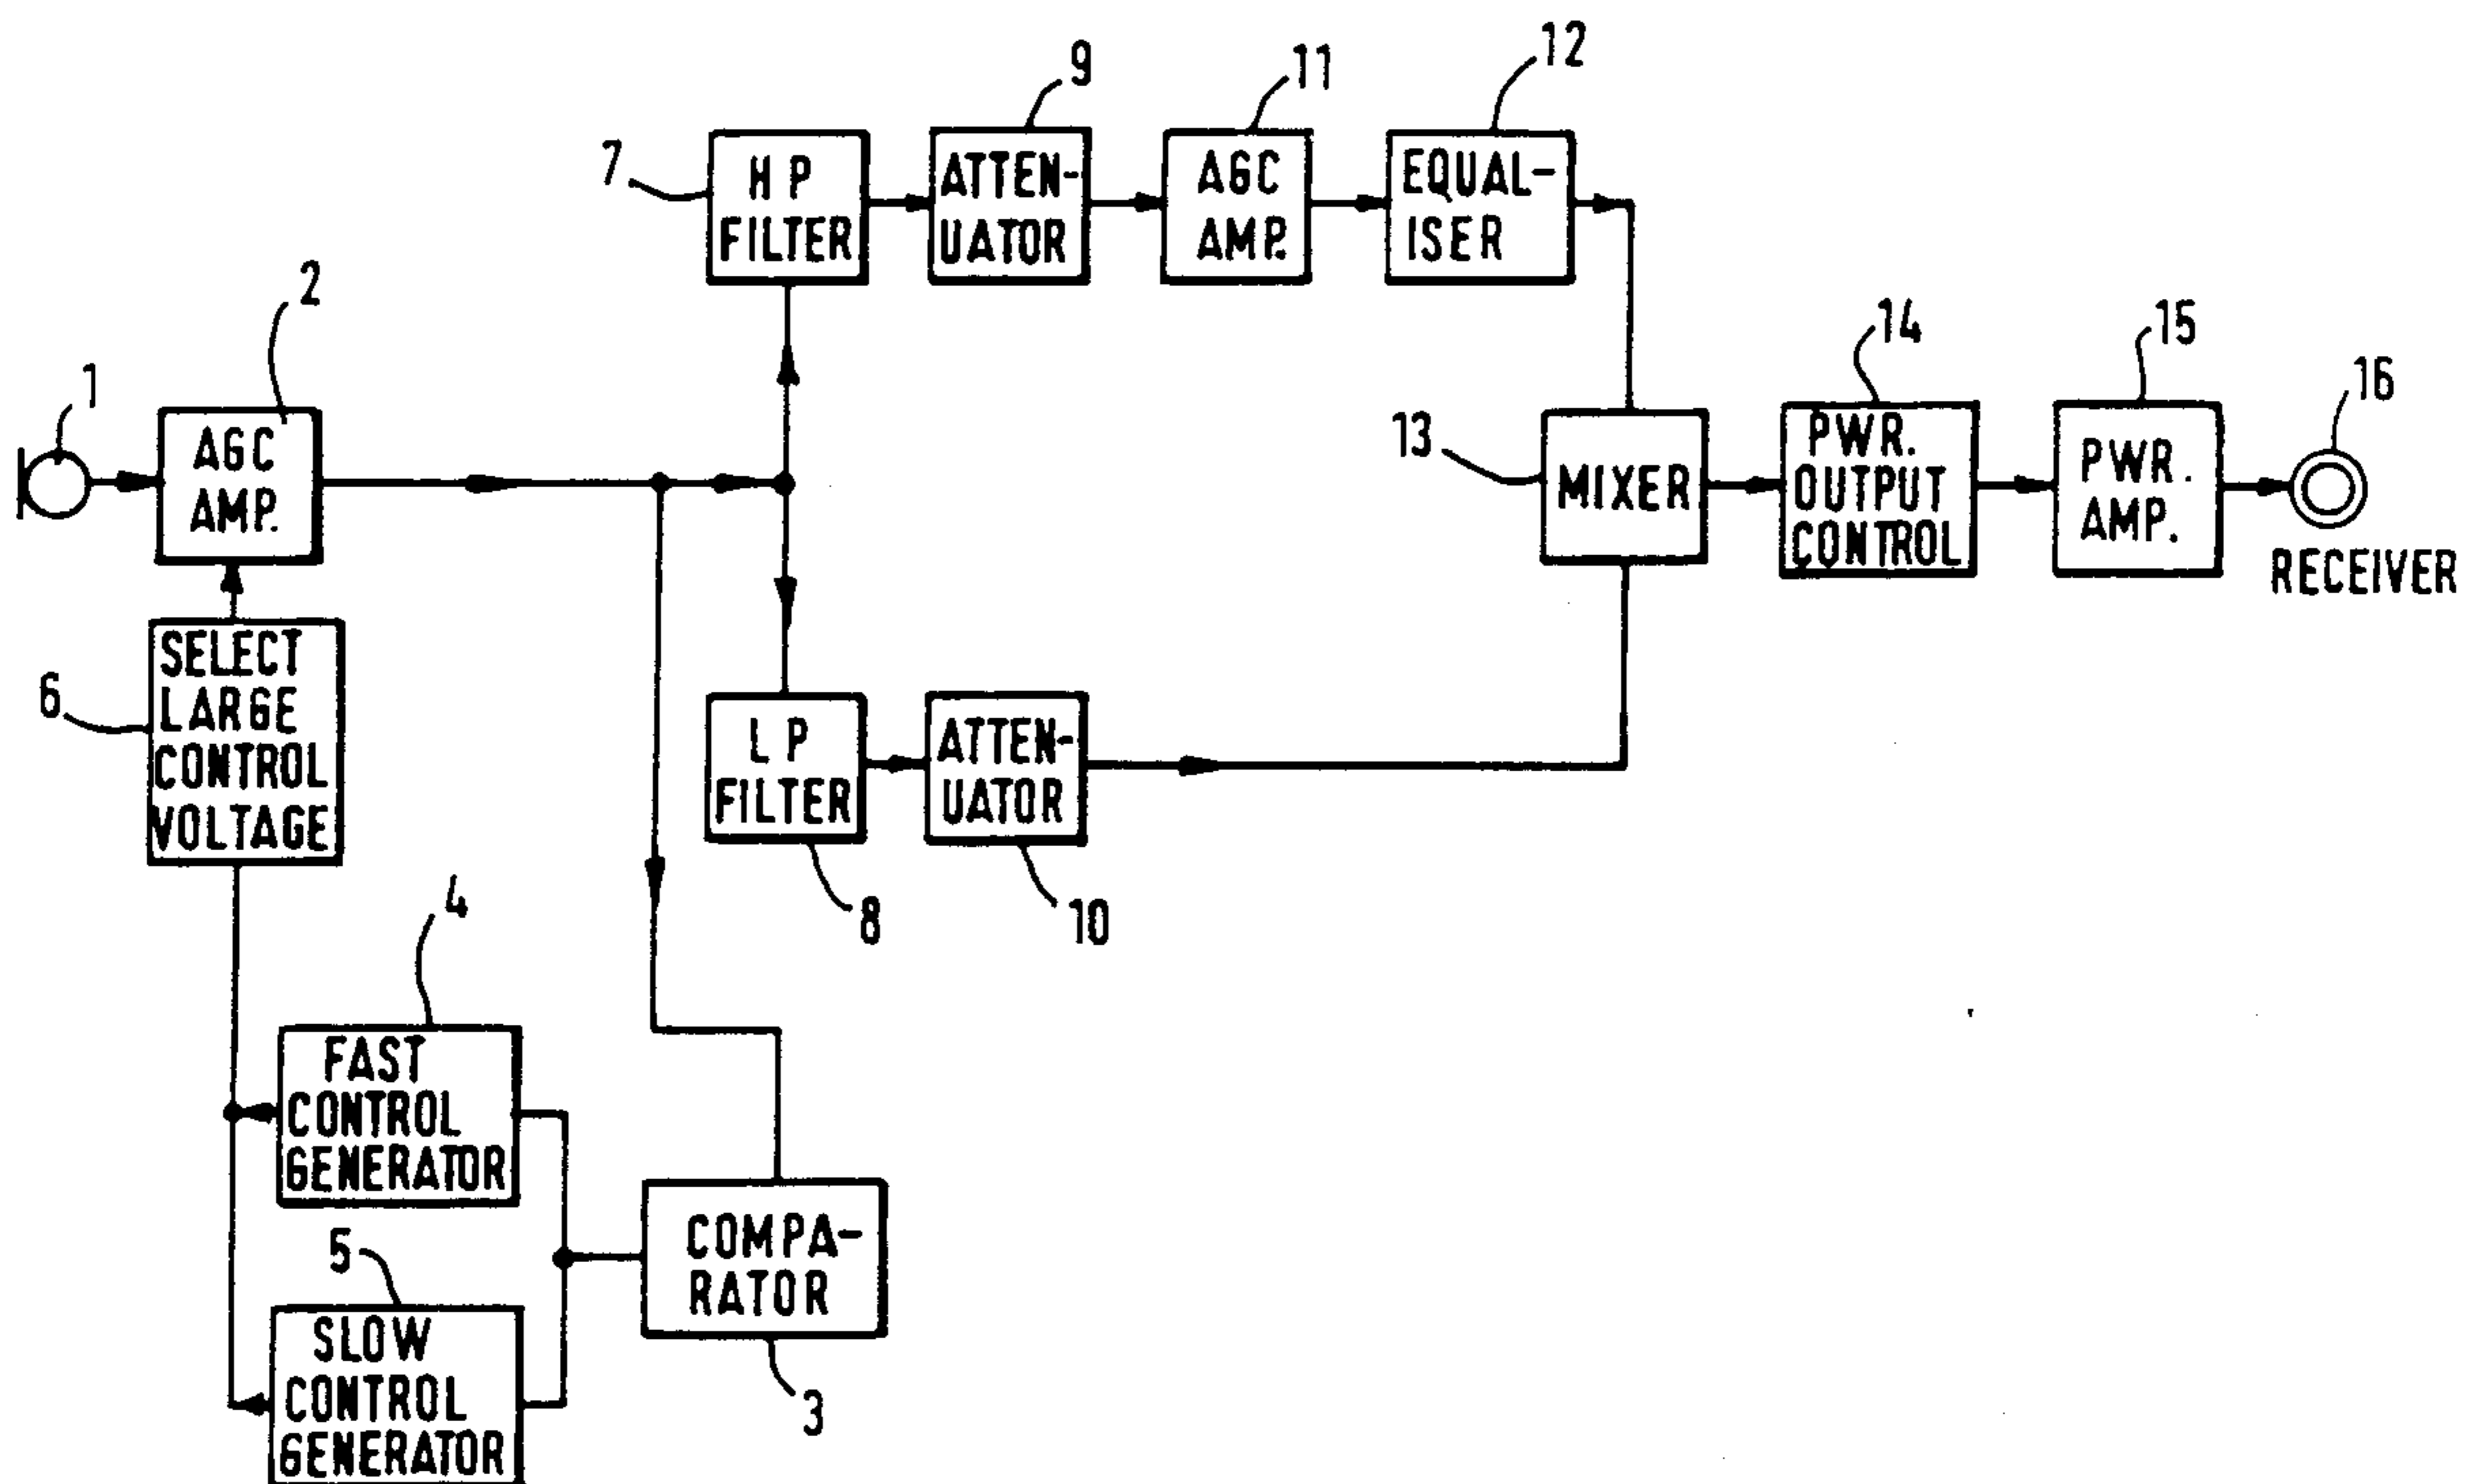 12
11
9
7
HP
FILTER
ATTEN-
UATOR
AGC
AMP.
EQUAL-
ISER
2
14
15
16
1
AGC
AMP.
13
MIXER
PWR.
OUTPUT
CONTROL
PWR.
AMP.
RECEIVER
6
SELECT
LARGE
CONTROL
VOLTAGE
LP
FILTER
ATTEN-
UATOR
8
10
4
FAST
CONTROL
GENERATOR
5
COMPA-
RATOR
3
SLOW
CONTROL
GENERATOR